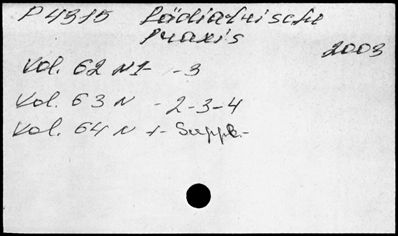 P 4315 Pädiatrische
Praxis
2003
Vol. 62 N 1- -3
Vol. 63 N - 2-3-4
Vol. 64 N 1- Suppl.-